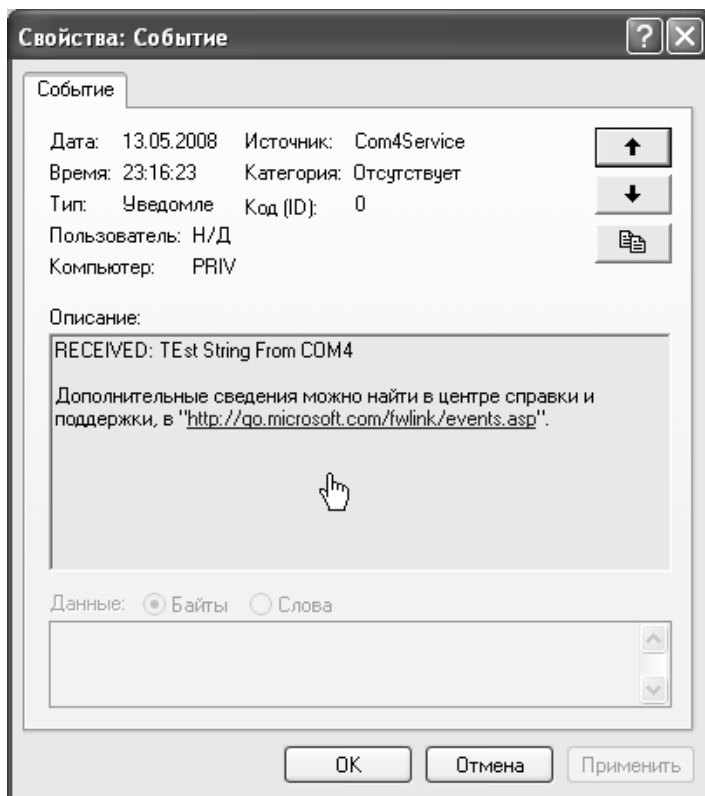 Свойства: Событие
Событие
Дата: 13.05.2008 Источник: Com4Service
Время: 23:16:23 Категория: Отсутствует
Тип: Уведомле Код (ID): 0
Пользователь: Н/Д
Компьютер: PRIV
Описание:
RECEIVED: TEst String From COM4
Дополнительные сведения можно найти в центре справки и
поддержки, в "http://go.microsoft.com/fwlink/events.asp".
Данные: Байты Слова
OK Отмена Применить